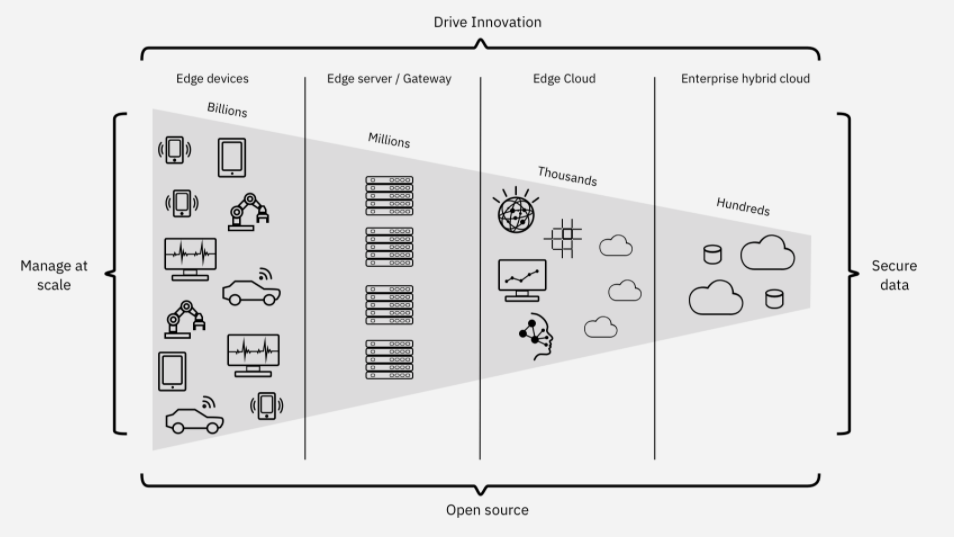 Drive Innovation
Edge devices
Edge server / Gateway
Edge Cloud
Enterprise hybrid cloud
Billions
Millions
Thousands
Hundreds
Manage at
scale
Secure
data
Open source